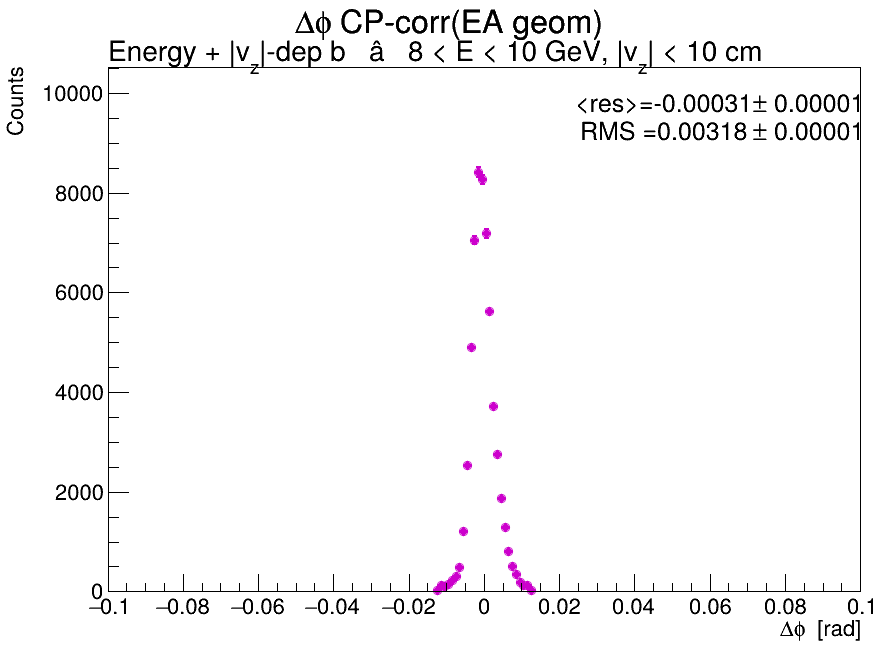 Δϕ CP-corr(EA geom)
Energy + |v_z|-dep b â 8 < E < 10 GeV, |v_z| < 10 cm
Counts
<res>=-0.00031± 0.00001
RMS =0.00318± 0.00001
10000
8000
6000
4000
2000
0
−0.1 −0.08 −0.06 −0.04 −0.02 0 0.02 0.04 0.06 0.08 0.1
Δϕ [rad]